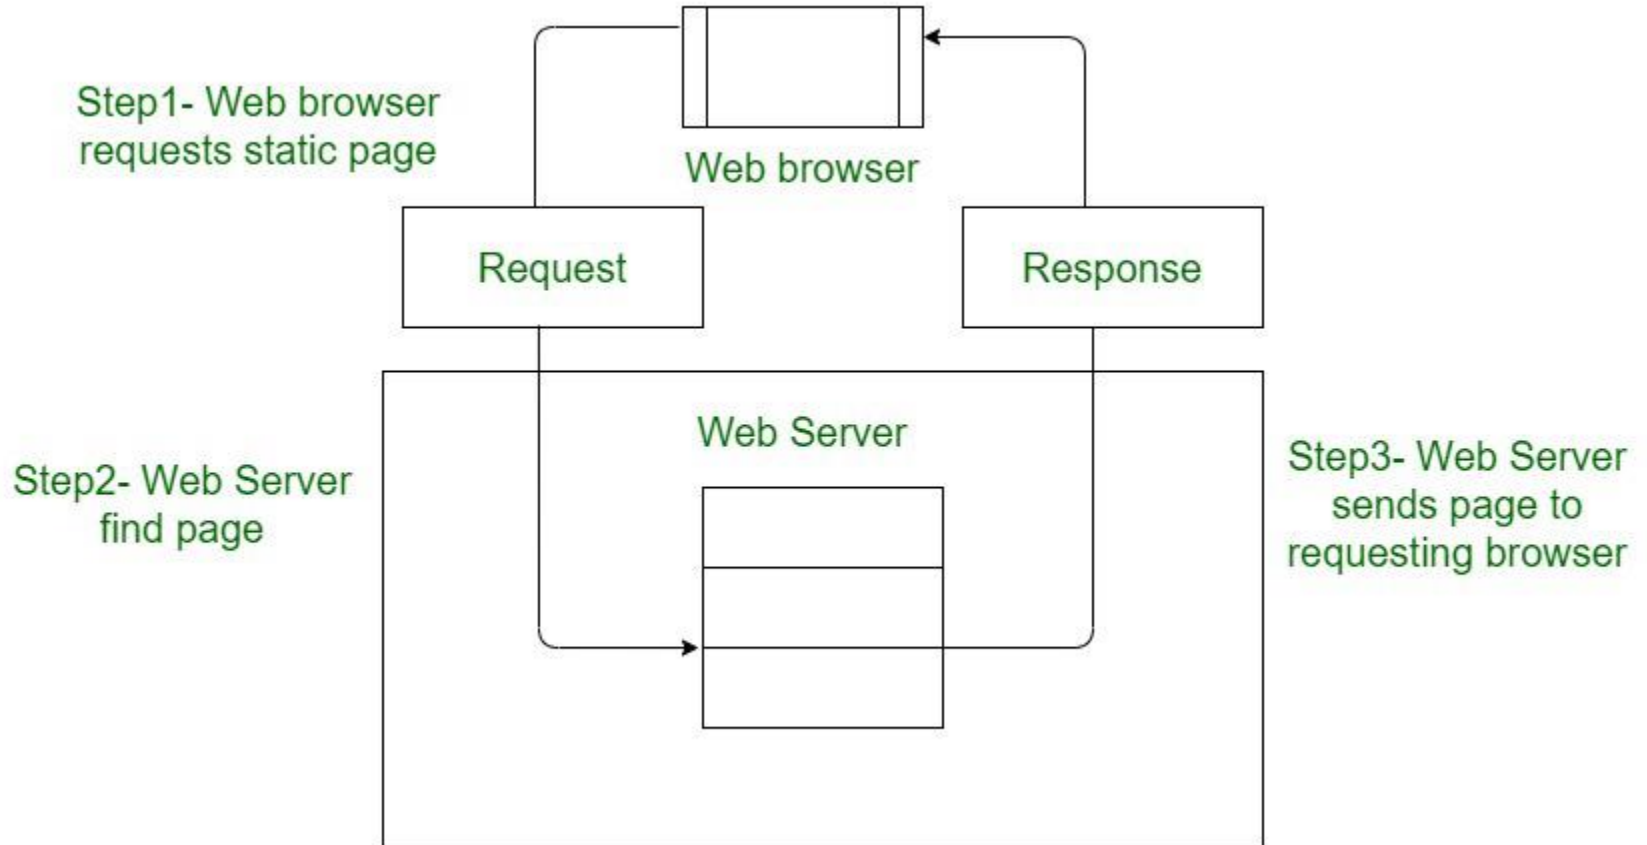 Step1- Web browser
requests static page
Web browser
Request
Response
Web Server
Step2- Web Server
find page
Step3- Web Server
sends page to
requesting browser